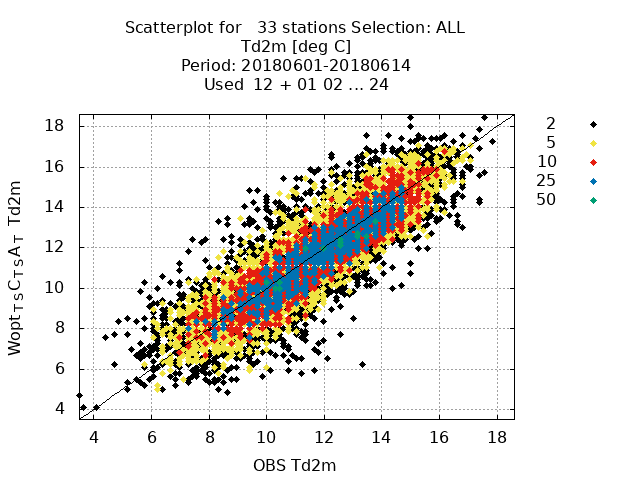 Scatterplot for   33 stations Selection: ALL
Td2m [deg C]
Period: 20180601-20180614
Used  12 + 01 02 ... 24
18
16
14
12
10
8
6
4
4 6 8 10 12 14 16 18
Wopt_TSC_TSA_T  Td2m
OBS Td2m
2
5
10
25
50